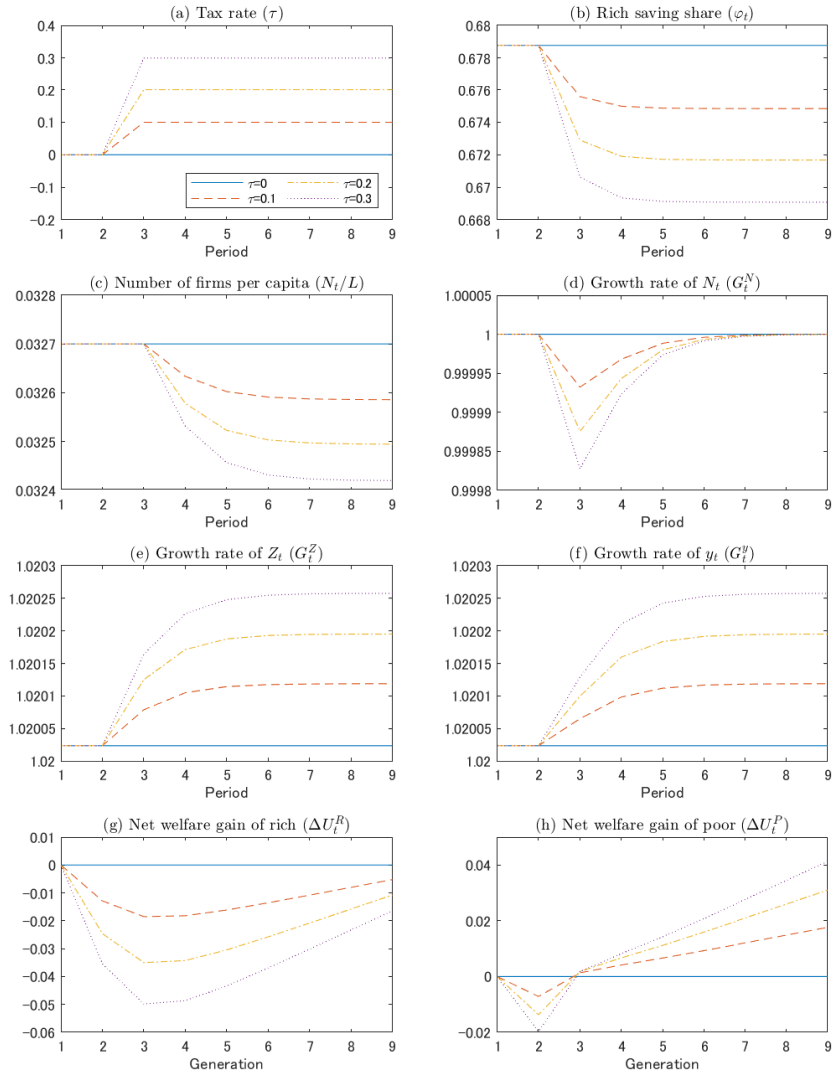 (a) Tax rate (τ)
0.4
0.3
0.2
0.1
0
−0.1
−0.2
τ=0
τ=0.2
τ=0.1
τ=0.3
1 2 3 4 5 6 7 8 9
Period
(b) Rich saving share (φt)
0.68
0.678
0.676
0.674
0.672
0.67
0.668
1 2 3 4 5 6 7 8 9
Period
(c) Number of firms per capita (Nt/L)
0.0328
0.0327
0.0326
0.0325
0.0324
1 2 3 4 5 6 7 8 9
Period
(d) Growth rate of Nt (G_t^N)
1.00005
1
0.99995
0.9999
0.99985
0.9998
1 2 3 4 5 6 7 8 9
Period
(e) Growth rate of Zt (G_t^Z)
1.0203
1.02025
1.0202
1.02015
1.0201
1.02005
1.02
1 2 3 4 5 6 7 8 9
Period
(f) Growth rate of yt (G_t^y)
1.0203
1.02025
1.0202
1.02015
1.0201
1.02005
1.02
1 2 3 4 5 6 7 8 9
Period
(g) Net welfare gain of rich (ΔU_t^R)
0.01
0
−0.01
−0.02
−0.03
−0.04
−0.05
−0.06
1 2 3 4 5 6 7 8 9
Generation
(h) Net welfare gain of poor (ΔU_t^P)
0.04
0.02
0
−0.02
1 2 3 4 5 6 7 8 9
Generation